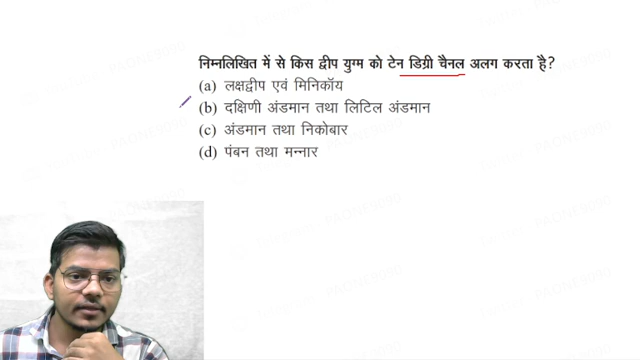 निम्नलिखित में से किस द्वीप युग्म को टेन डिग्री चैनल अलग करता है?
(a) लक्षद्वीप एवं मिनिकॉय
(b) दक्षिणी अंडमान तथा लिटिल अंडमान
(c) अंडमान तथा निकोबार
(d) पंबन तथा मन्नार